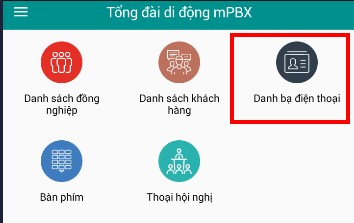 Tổng đài di động mPBX
Danh sách đồng
nghiệp
Danh sách khách
hàng
Danh bạ điện thoại
Bàn phím
Thoại hội nghị